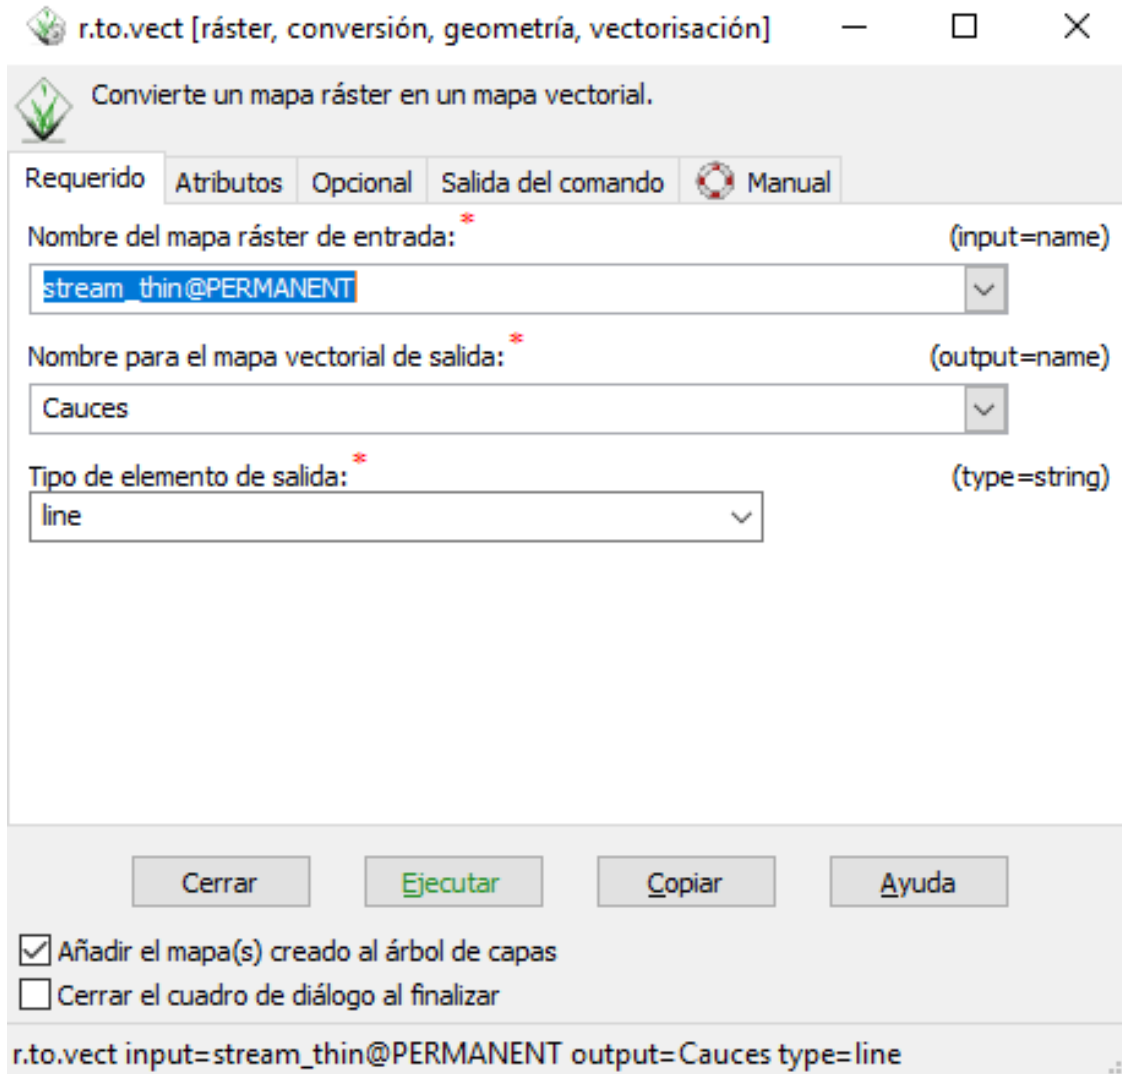 r.to.vect [ráster, conversión, geometría, vectorisación]
Convierte un mapa ráster en un mapa vectorial.
Requerido Atributos Opcional Salida del comando Manual
Nombre del mapa ráster de entrada: * (input=name)
stream_thin@PERMANENT
Nombre para el mapa vectorial de salida: * (output=name)
Cauces
Tipo de elemento de salida: * (type=string)
line
Cerrar Ejecutar Copiar Ayuda
Añadir el mapa(s) creado al árbol de capas
Cerrar el cuadro de diálogo al finalizar
r.to.vect input=stream_thin@PERMANENT output=Cauces type=line